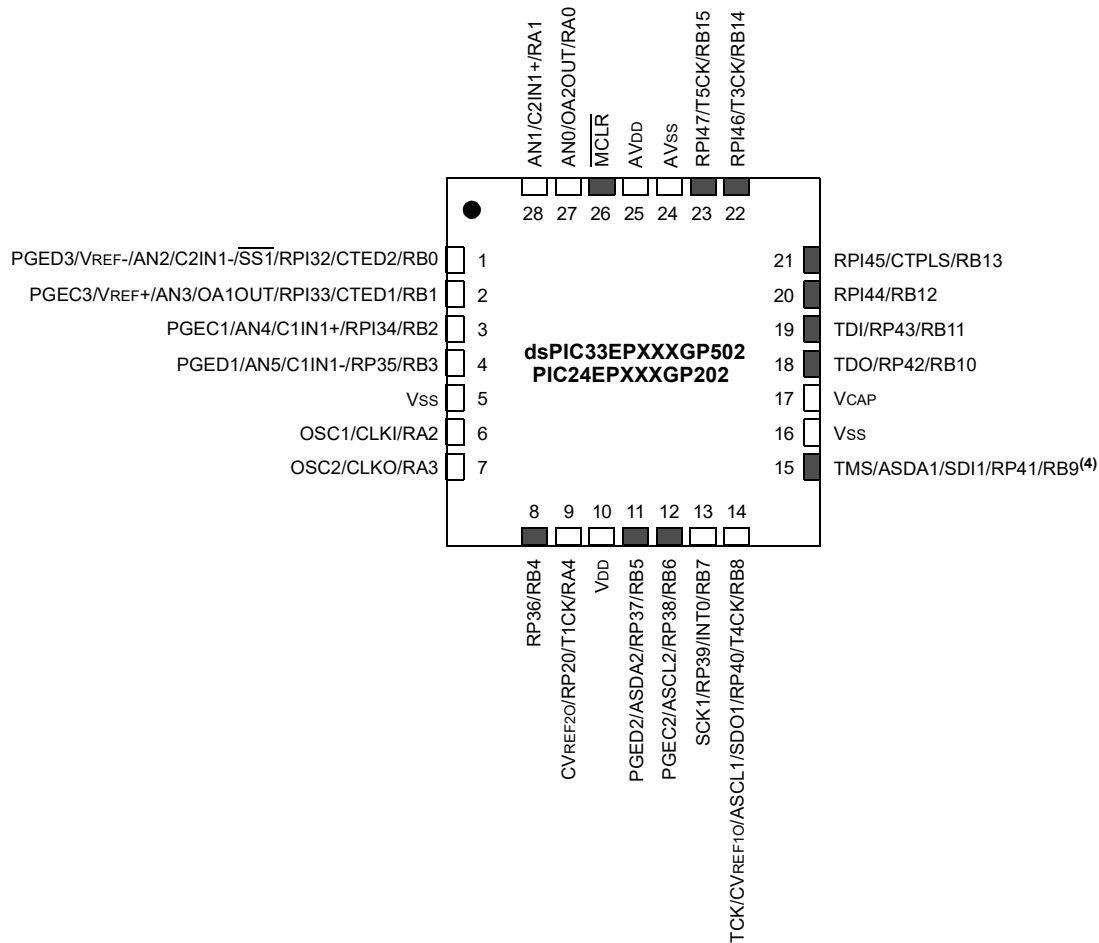 AN1/C2IN1+/RA1
AN0/OA2OUT/RA0
MCLR
AVDD
AVSS
RPI47/T5CK/RB15
RPI46/T3CK/RB14
28 27 26 25 24 23 22
PGED3/VREF-/AN2/C2IN1-/SS1/RPI32/CTED2/RB0 1
PGEC3/VREF+/AN3/OA1OUT/RPI33/CTED1/RB1 2
PGEC1/AN4/C1IN1+/RPI34/RB2 3
PGED1/AN5/C1IN1-/RP35/RB3 4
VSS 5
OSC1/CLKI/RA2 6
OSC2/CLKO/RA3 7
dsPIC33EPXXXGP502
PIC24EPXXXGP202
21 RPI45/CTPLS/RB13
20 RPI44/RB12
19 TDI/RP43/RB11
18 TDO/RP42/RB10
17 VCAP
16 VSS
15 TMS/ASDA1/SDI1/RP41/RB9(4)
8 9 10 11 12 13 14
RP36/RB4
CVREF2O/RP20/T1CK/RA4
VDD
PGED2/ASDA2/RP37/RB5
PGEC2/ASCL2/RP38/RB6
SCK1/RP39/INT0/RB7
TCK/CVREF1O/ASCL1/SDO1/RP40/T4CK/RB8